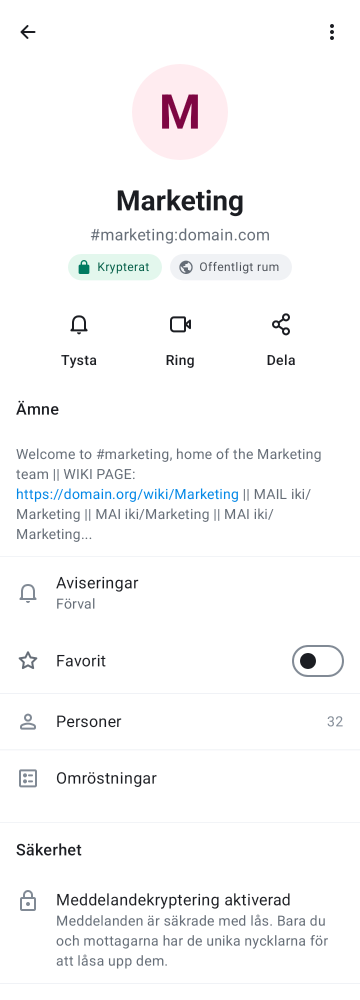 M
Marketing
#marketing:domain.com
Krypterat
Offentligt rum
Tysta
Ring
Dela
Ämne
Welcome to #marketing, home of the Marketing
team || WIKI PAGE:
https://domain.org/wiki/Marketing || MAIL iki/
Marketing || MAI iki/Marketing || MAI iki/
Marketing...
Aviseringar
Förval
Favorit
Personer 32
Omröstningar
Säkerhet
Meddelandekryptering aktiverad
Meddelanden är säkrade med lås. Bara du
och mottagarna har de unika nycklarna för
att låsa upp dem.